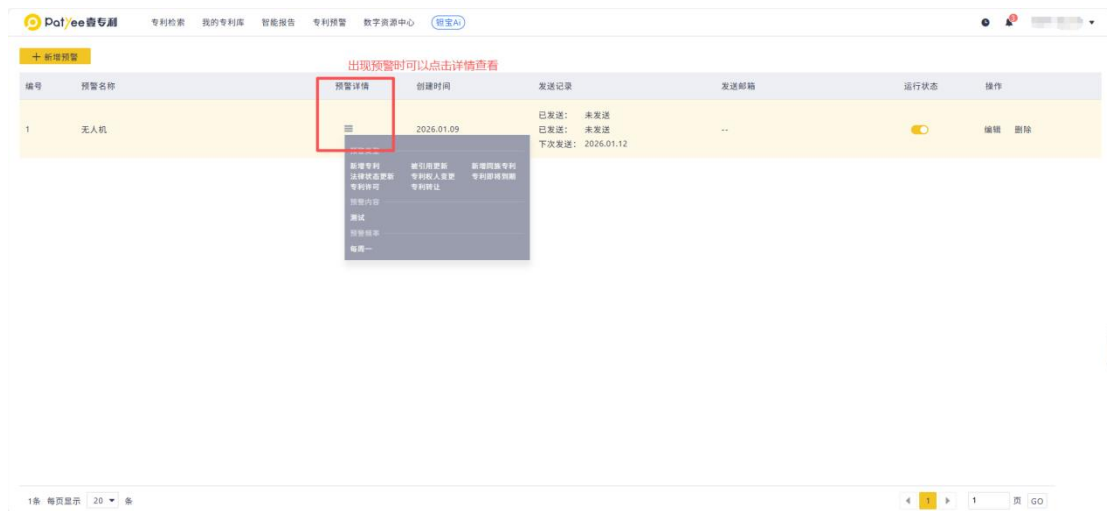 Patyee壹专利 专利检索 我的专利库 智能报告 专利预警 数字资源中心 钽宝Ai
+ 新增预警
出现预警时可以点击详情查看
编号 预警名称 预警详情 创建时间 发送记录 发送邮箱 运行状态 操作
已发送： 未发送
1 无人机 2026.01.09 已发送： 未发送 -- 编辑 删除
下次发送： 2026.01.12
新增专利 被引用更新 新增同族专利
法律状态更新 专利权人变更 专利即将到期
专利许可 专利转让
预警内容
测试
预警频率
每周一
1条 每页显示 20 条 1 1 页 GO